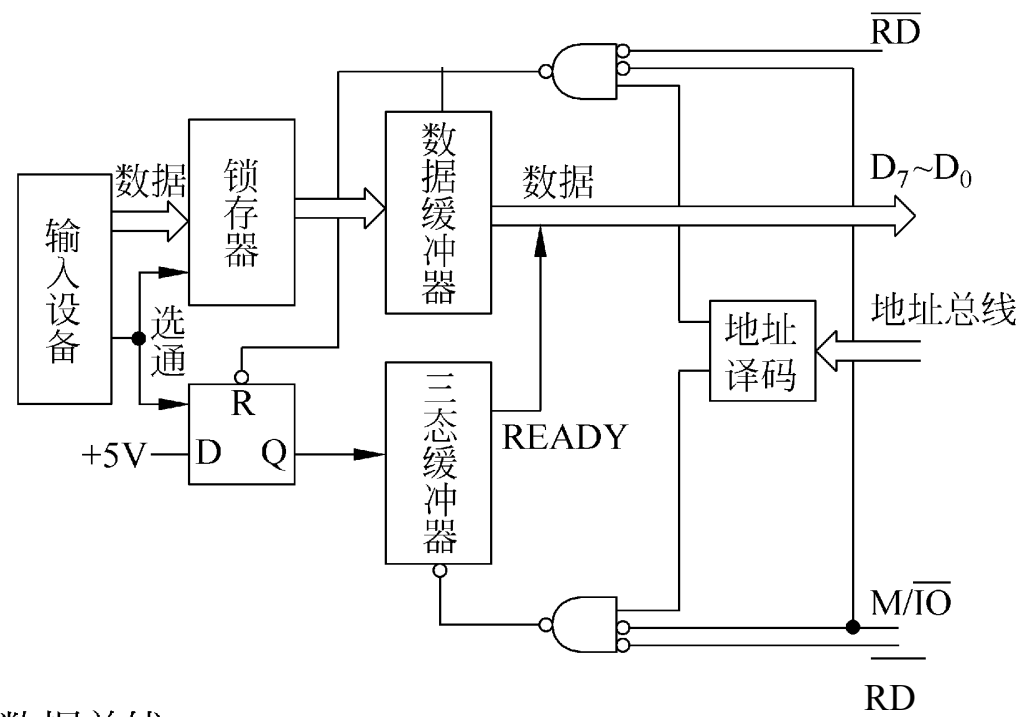 RD
D7~D0
数据
锁存器
数据缓冲器
数据
输入设备
选通
地址总线
地址译码
R
+5V
D
Q
三态缓冲器
READY
M/IO
RD